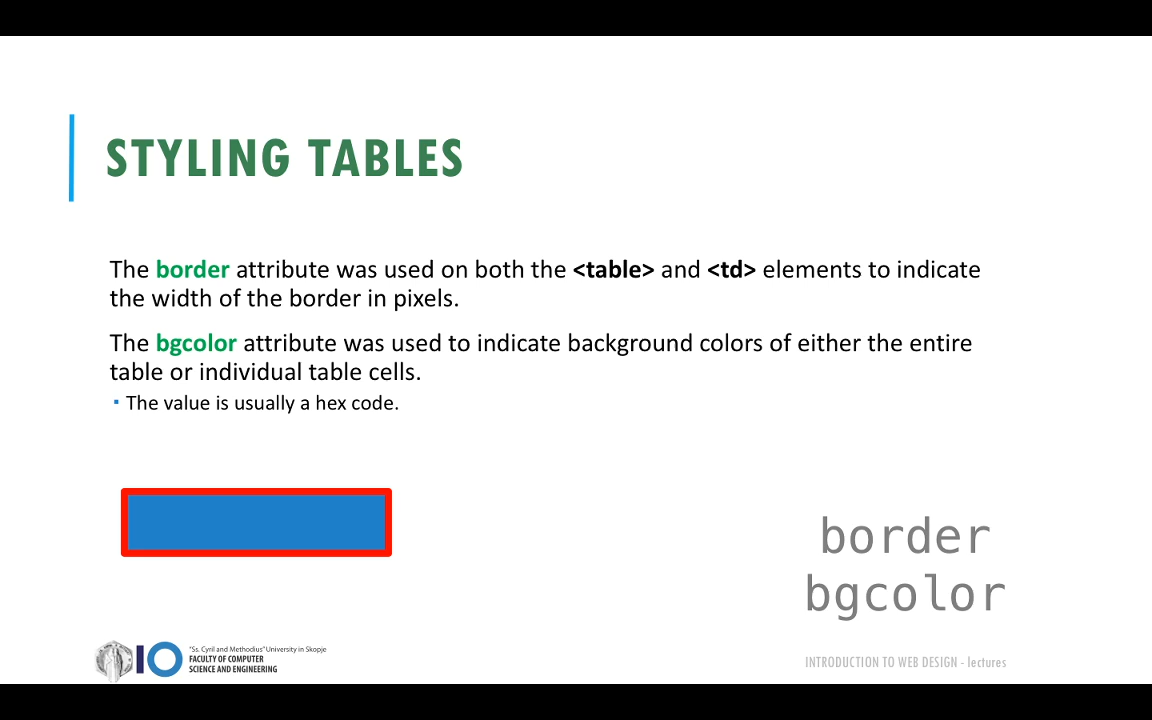 STYLING TABLES
The border attribute was used on both the <table> and <td> elements to indicate
the width of the border in pixels.
The bgcolor attribute was used to indicate background colors of either the entire
table or individual table cells.
▪ The value is usually a hex code.
border
bgcolor
"Ss. Cyril and Methodius" University in Skopje
FACULTY OF COMPUTER
SCIENCE AND ENGINEERING
INTRODUCTION TO WEB DESIGN - lectures